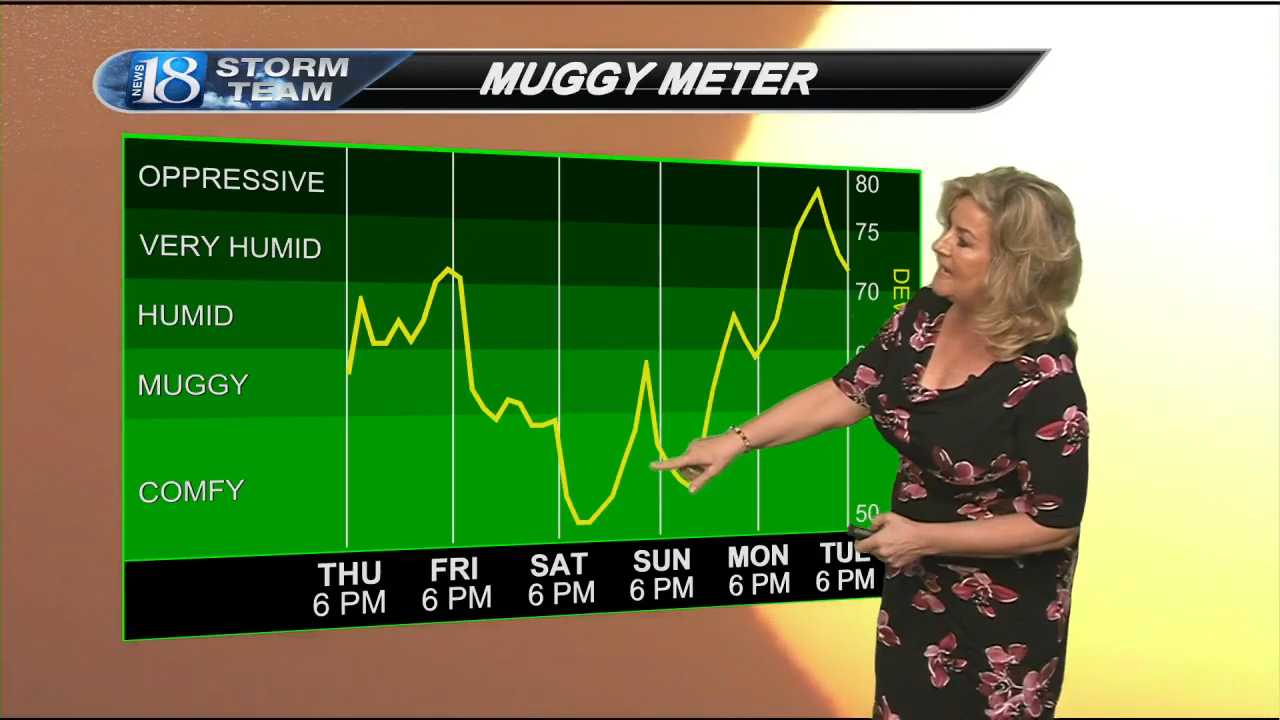 NEWS 18 STORM TEAM
MUGGY METER
OPPRESSIVE
VERY HUMID
HUMID
MUGGY
COMFY
80
75
70
50
THU FRI SAT SUN MON TUE
6 PM 6 PM 6 PM 6 PM 6 PM 6 PM